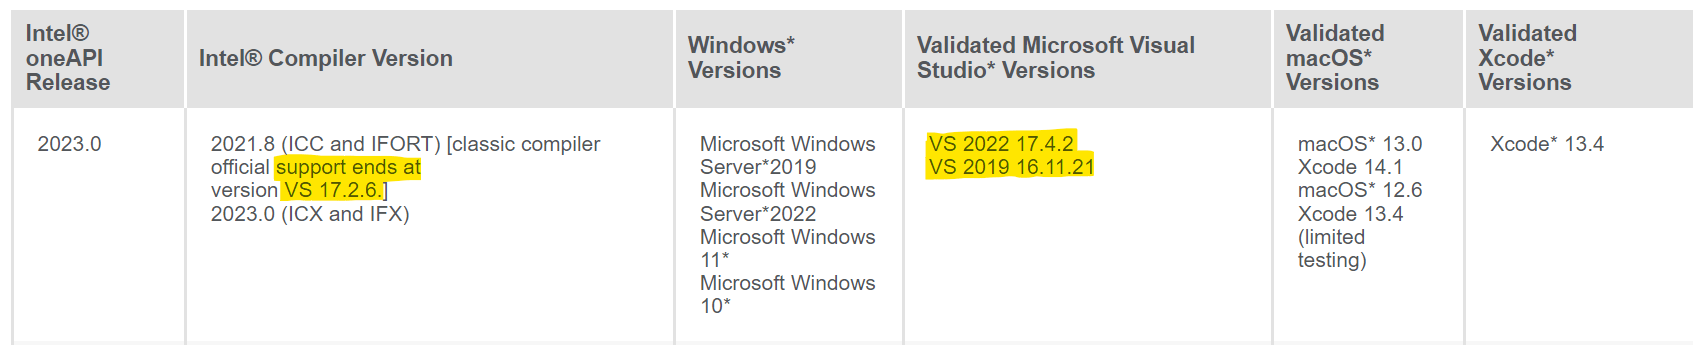 Intel®
oneAPI
Release
Intel® Compiler Version
Windows*
Versions
Validated Microsoft Visual
Studio* Versions
Validated
macOS*
Versions
Validated
Xcode*
Versions
2023.0
2021.8 (ICC and IFORT) [classic compiler
official support ends at
version VS 17.2.6.]
2023.0 (ICX and IFX)
Microsoft Windows
Server*2019
Microsoft Windows
Server*2022
Microsoft Windows
11*
Microsoft Windows
10*
VS 2022 17.4.2
VS 2019 16.11.21
macOS* 13.0
Xcode 14.1
macOS* 12.6
Xcode 13.4
(limited
testing)
Xcode* 13.4